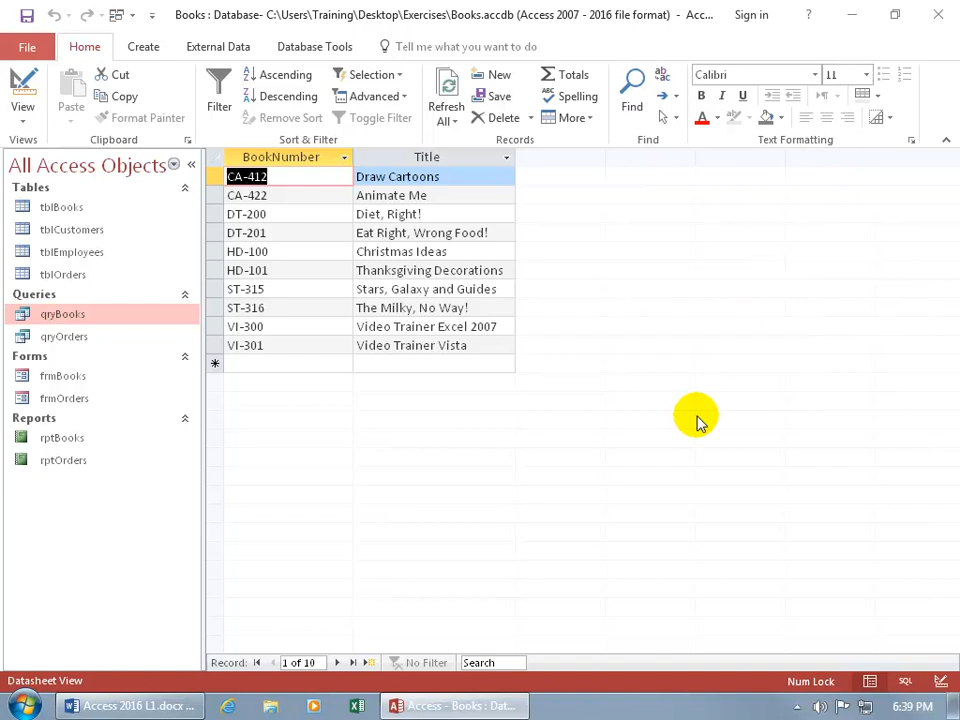 Books : Database- C:\Users\Training\Desktop\Exercises\Books.accdb (Access 2007 - 2016 file format) - Acc... Sign in ?
File Home Create External Data Database Tools Tell me what you want to do
View
Views
Paste
Cut
Copy
Format Painter
Clipboard
Filter
Ascending
Descending
Remove Sort
Selection
Advanced
Toggle Filter
Sort & Filter
Refresh
All
New
Save
Delete
Totals
Spelling
More
Records
Find
Find
Calibri 11
B I U
Text Formatting
All Access Objects
Tables
tblBooks
tblCustomers
tblEmployees
tblOrders
Queries
qryBooks
qryOrders
Forms
frmBooks
frmOrders
Reports
rptBooks
rptOrders
BookNumber Title
CA-412 Draw Cartoons
CA-422 Animate Me
DT-200 Diet, Right!
DT-201 Eat Right, Wrong Food!
HD-100 Christmas Ideas
HD-101 Thanksgiving Decorations
ST-315 Stars, Galaxy and Guides
ST-316 The Milky, No Way!
VI-300 Video Trainer Excel 2007
VI-301 Video Trainer Vista
Record: 1 of 10 No Filter Search
Datasheet View Num Lock SQL
Access 2016 L1.docx ... Access - Books : Dat... 6:39 PM